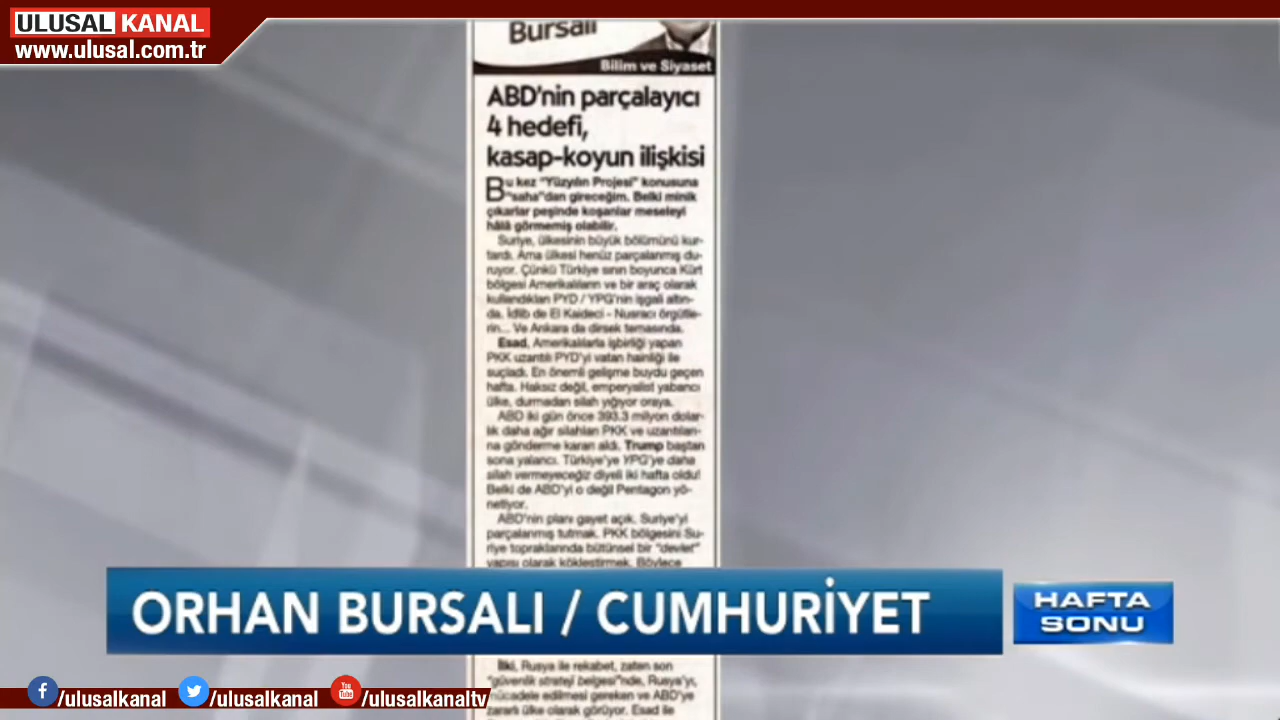 ULUSAL KANAL
www.ulusal.com.tr
Bursalı
Bilim ve Siyaset
ABD'nin parçalayıcı
4 hedefi,
kasap-koyun ilişkisi
Bu kez "Yüzyılın Projesi" konusuna
"saha"dan gireceğim. Belki minik
çıkarlar peşinde koşanlar meseleyi
hâlâ görmemiş olabilir.
Suriye, ülkesinin büyük bölümünü kur-
tardı. Ama ülkesi henüz parçalanmış du-
ruyor. Çünkü Türkiye sınırı boyunca Kürt
bölgesi Amerikalıların ve bir araç olarak
kullandıkları PYD / YPG'nin işgali altın-
da. İdlib de El Kaideci - Nusracı örgütle-
rin... Ve Ankara da dirsek temasında.
Esad, Amerikalılarla işbirliği yapan
PKK uzantılı PYD'yi vatan hainliği ile
suçladı. En önemli gelişme buydu geçen
hafta. Haksız değil, emperyalist yabancı
ülke, durmadan silah yığıyor oraya.
ABD iki gün önce 393.3 milyon dolar-
lık daha ağır silahları PKK ve uzantıları-
na gönderme kararı aldı. Trump baştan
sona yalancı. Türkiye'ye YPG'ye daha
silah vermeyeceğiz diyeli iki hafta oldu!
Belki de ABD'yi o değil Pentagon yö-
netiyor.
ABD'nin planı gayet açık. Suriye'yi
parçalanmış tutmak. PKK bölgesini Su-
riye topraklarında bütünsel bir "devlet"
yapısı olarak kökleştirmek. Böylece
ORHAN BURSALI / CUMHURİYET
HAFTA
SONU
İlki, Rusya ile rekabet, zaten son
"güvenlik strateji belgesi"nde, Rusya'yı,
mücadele edilmesi gereken ve ABD'ye
zararlı ülke olarak görüyor. Esad ile
/ulusalkanal
/ulusalkanal
You Tube
/ulusalkanaltv